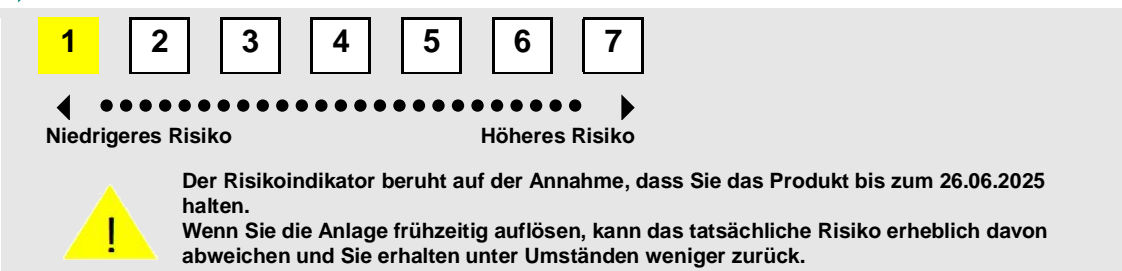 1 2 3 4 5 6 7
Niedrigeres Risiko Höheres Risiko
Der Risikoindikator beruht auf der Annahme, dass Sie das Produkt bis zum 26.06.2025
halten.
Wenn Sie die Anlage frühzeitig auflösen, kann das tatsächliche Risiko erheblich davon
abweichen und Sie erhalten unter Umständen weniger zurück.
!